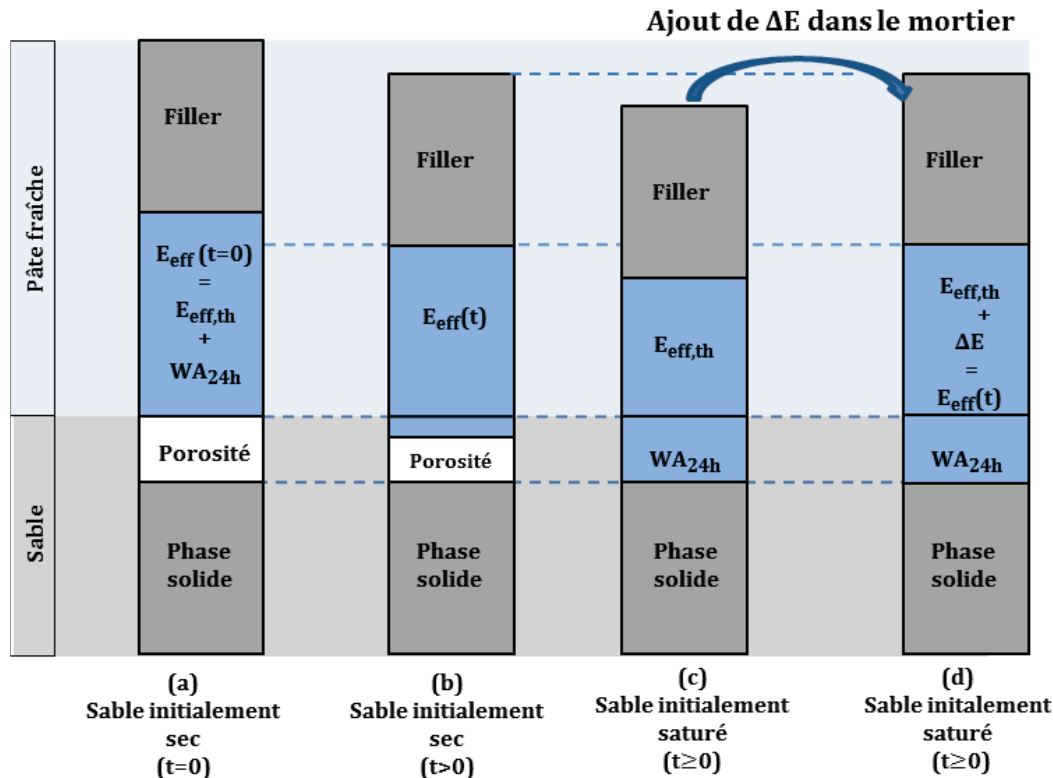 Ajout de ΔE dans le mortier
Pâte fraîche
Sable
Filler
E_eff (t=0)
=
E_eff,th
+
WA_24h
Porosité
Phase
solide
(a)
Sable initialement
sec
(t=0)
Filler
E_eff(t)
Porosité
Phase
solide
(b)
Sable initialement
sec
(t>0)
Filler
E_eff,th
WA_24h
Phase
solide
(c)
Sable initialement
saturé
(t≥0)
Filler
E_eff,th
+
ΔE
=
E_eff(t)
WA_24h
Phase
solide
(d)
Sable initialement
saturé
(t≥0)